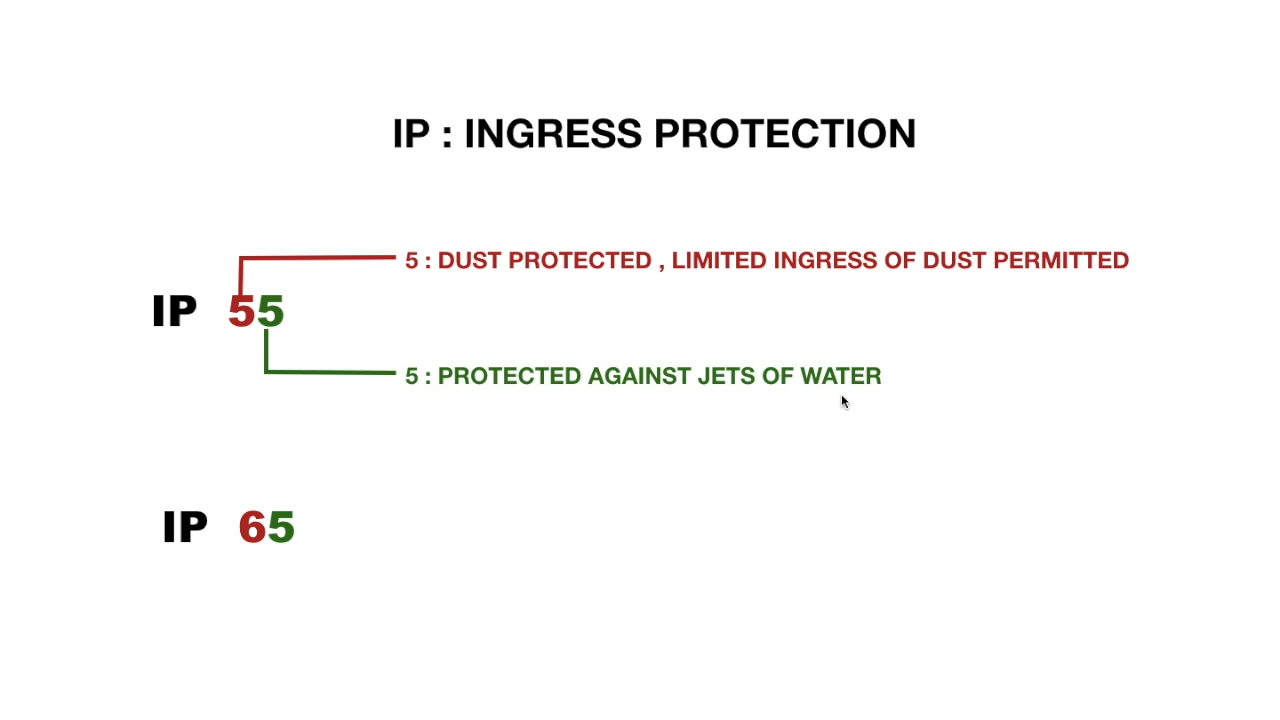 IP : INGRESS PROTECTION
5 : DUST PROTECTED , LIMITED INGRESS OF DUST PERMITTED
IP 55
5 : PROTECTED AGAINST JETS OF WATER
IP 65